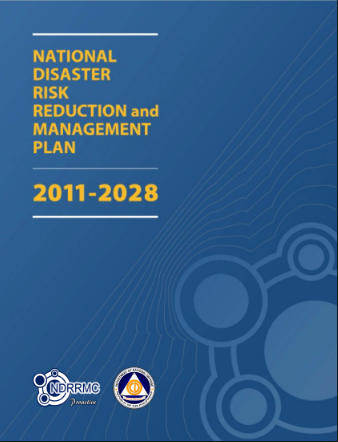 NATIONAL
DISASTER
RISK
REDUCTION and
MANAGEMENT
PLAN
2011-2028
NDRRMC